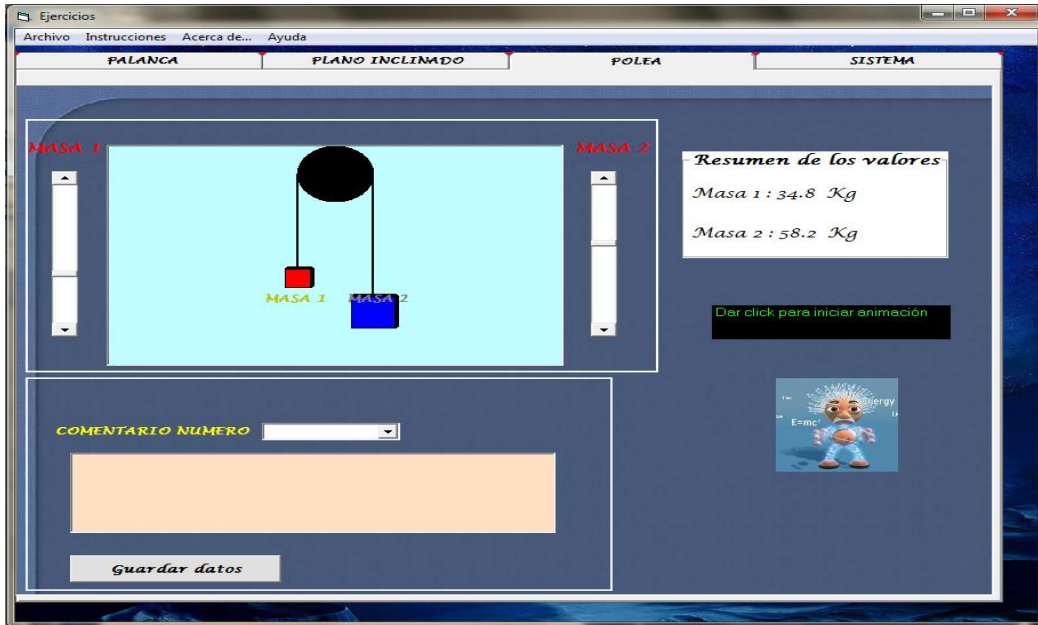 Ejercicios
Archivo Instrucciones Acerca de... Ayuda
PALANCA PLANO INCLINADO POLEA SISTEMA
MASA 1
MASA 2
MASA 1 MASA 2
Resumen de los valores
Masa 1 : 34.8 Kg
Masa 2 : 58.2 Kg
Dar click para iniciar animación
E=mc²
COMENTARIO NUMERO
Guardar datos